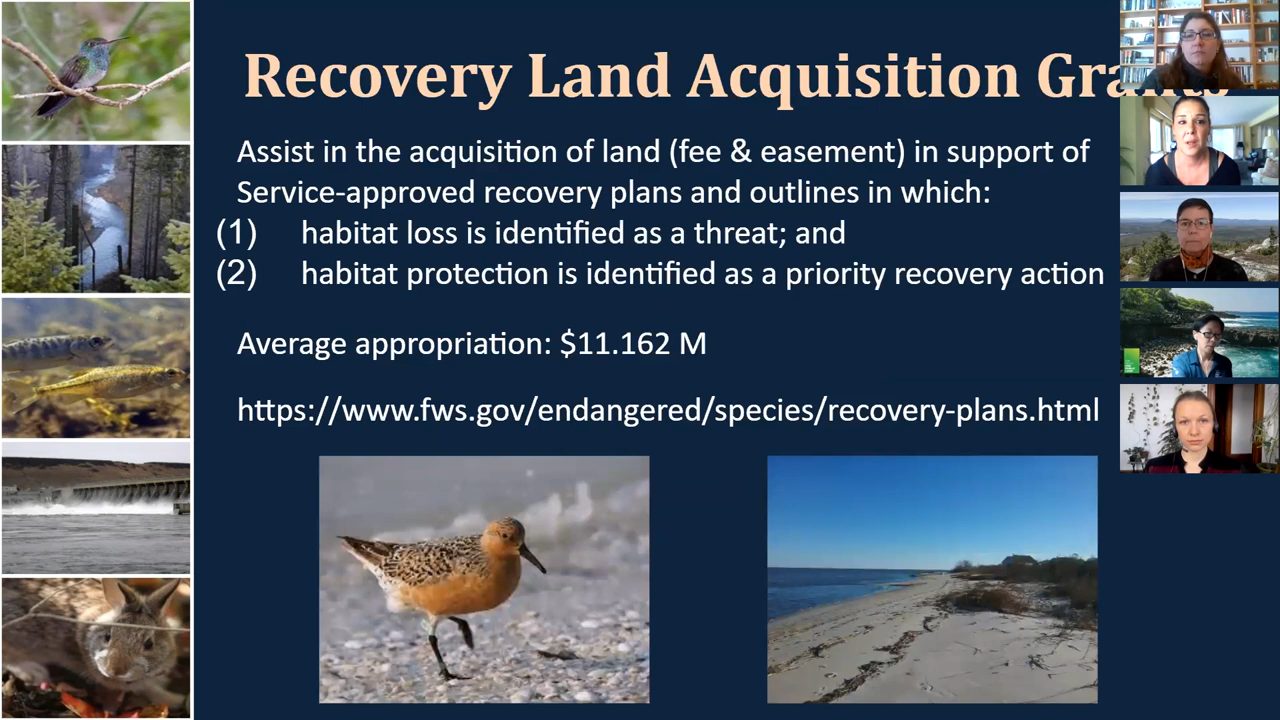 Recovery Land Acquisition
Assist in the acquisition of land (fee & easement) in support of
Service-approved recovery plans and outlines in which:
(1) habitat loss is identified as a threat; and
(2) habitat protection is identified as a priority recovery action
Average appropriation: $11.162 M
https://www.fws.gov/endangered/species/recovery-plans.html